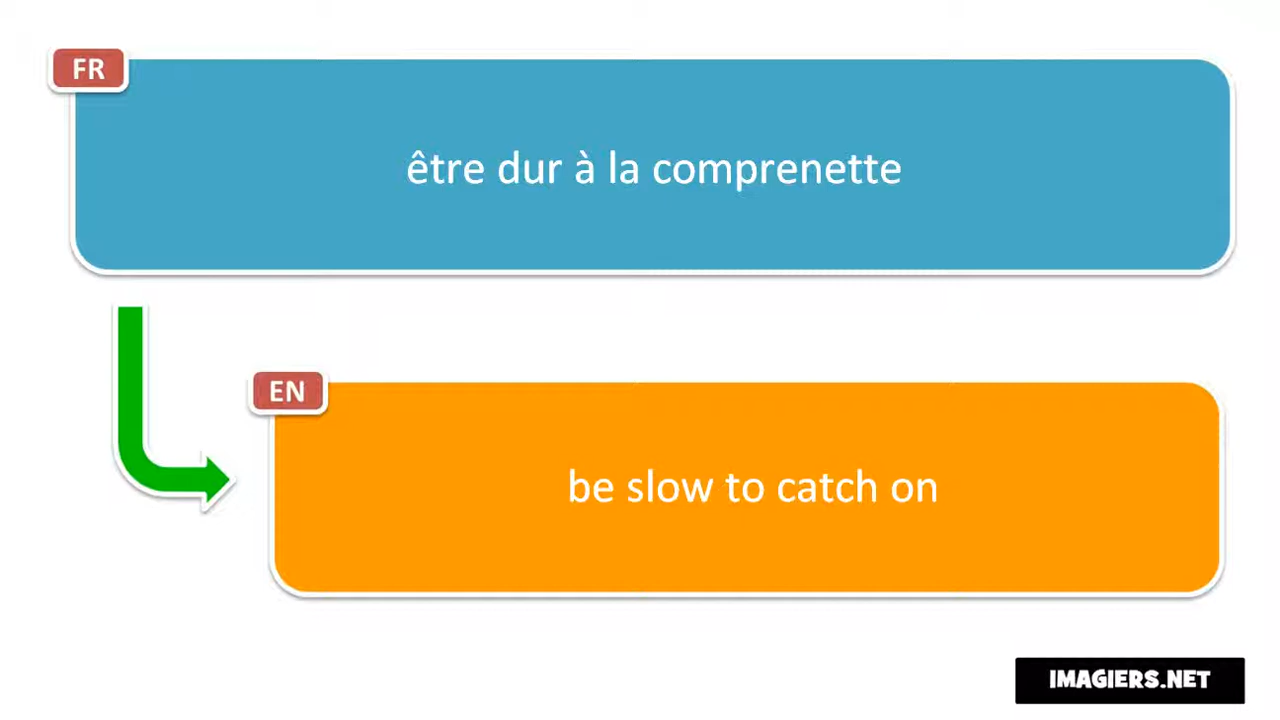 FR
être dur à la comprenette
EN
be slow to catch on
IMAGIERS.NET